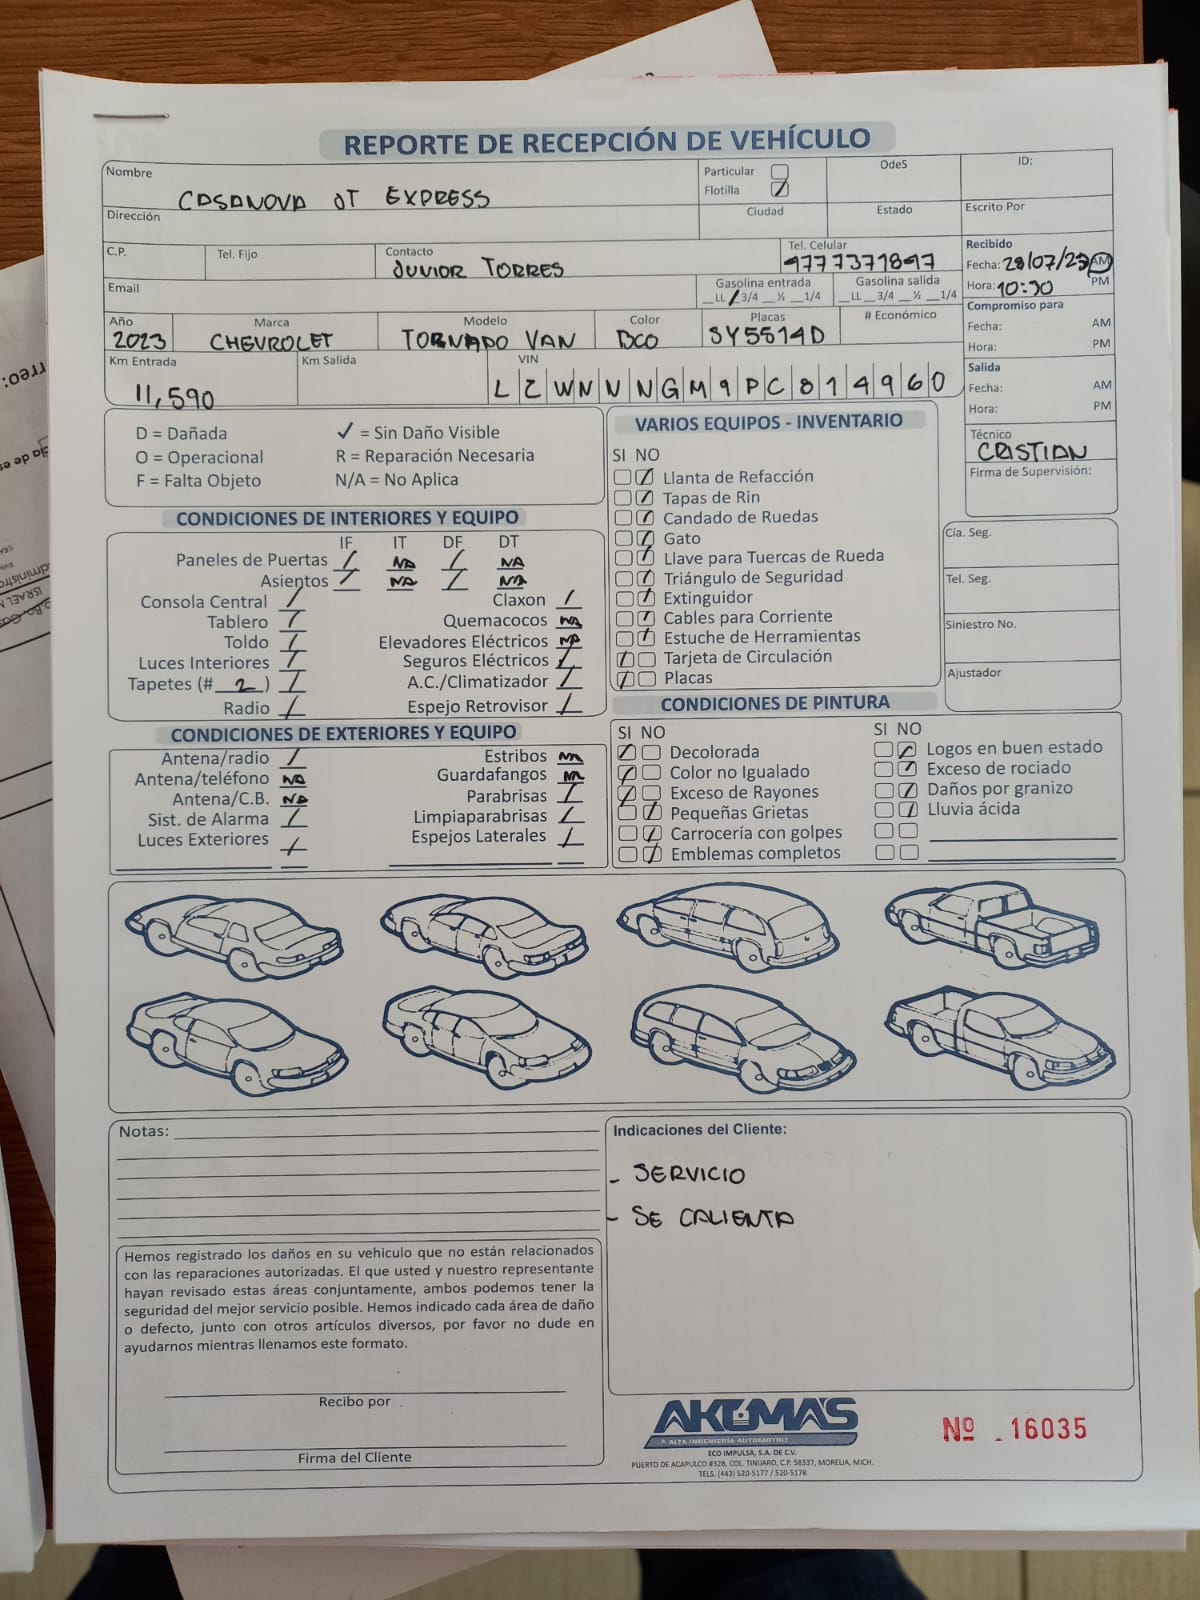 REPORTE DE RECEPCIÓN DE VEHÍCULO
Nombre CASANOVA JT EXPRESS
Particular
Flotilla
OdeS
ID:
Dirección
Ciudad
Estado
Escrito Por
C.P.
Tel. Fijo
Contacto JUNIOR TORRES
Tel. Celular 9777371897
Recibido
Fecha: 28/07/23 AM
Hora: 10:30 PM
Email
Gasolina entrada
__LL __3/4 __½ __1/4
Gasolina salida
__LL __3/4 __½ __1/4
Compromiso para
Fecha: AM
Hora: PM
Año 2023
Marca CHEVROLET
Modelo TORNADO VAN
Color BCO
Placas SY5514D
# Económico
Km Entrada 11,590
Km Salida
VIN LZWNNNGM9PC814960
Salida
Fecha: AM
Hora: PM
Técnico
CRISTIAN
Firma de Supervisión:
D = Dañada ✓ = Sin Daño Visible
O = Operacional R = Reparación Necesaria
F = Falta Objeto N/A = No Aplica
CONDICIONES DE INTERIORES Y EQUIPO
IF IT DF DT
Paneles de Puertas / NA / NA
Asientos / NA / NA
Consola Central / Claxon /
Tablero / Quemacocos NA
Toldo / Elevadores Eléctricos NA
Luces Interiores / Seguros Eléctricos /
Tapetes (# 2 ) / A.C./Climatizador /
Radio / Espejo Retrovisor /
VARIOS EQUIPOS - INVENTARIO
SI NO
Llanta de Refacción
Tapas de Rin
Candado de Ruedas
Gato
Llave para Tuercas de Rueda
Triángulo de Seguridad
Extinguidor
Cables para Corriente
Estuche de Herramientas
Tarjeta de Circulación
Placas
Cía. Seg.
Tel. Seg.
Siniestro No.
Ajustador
CONDICIONES DE EXTERIORES Y EQUIPO
Antena/radio / Estribos NA
Antena/teléfono NA Guardafangos NA
Antena/C.B. NA Parabrisas /
Sist. de Alarma / Limpiaparabrisas /
Luces Exteriores / Espejos Laterales /
CONDICIONES DE PINTURA
SI NO SI NO
Decolorada Logos en buen estado
Color no Igualado Exceso de rociado
Exceso de Rayones Daños por granizo
Pequeñas Grietas Lluvia ácida
Carrocería con golpes
Emblemas completos
Notas:
Indicaciones del Cliente:
- SERVICIO
- SE CALIENTA
Hemos registrado los daños en su vehiculo que no están relacionados
con las reparaciones autorizadas. El que usted y nuestro representante
hayan revisado estas áreas conjuntamente, ambos podemos tener la
seguridad del mejor servicio posible. Hemos indicado cada área de daño
o defecto, junto con otros artículos diversos, por favor no dude en
ayudarnos mientras llenamos este formato.
Recibo por
Firma del Cliente
AKUMA'S
A ALTA INGENIERÍA AUTOMOTRIZ
ECO IMPULSA, S.A. DE C.V.
PUERTO DE ACAPULCO #328, COL. TINIJARO, C.P. 58337, MORELIA, MICH.
TELS. (443) 520-5177 / 520-5178
Nº 16035